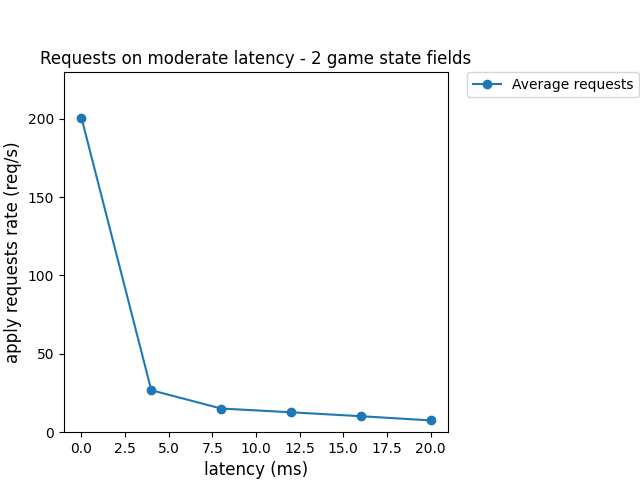 Requests on moderate latency - 2 game state fields
Average requests
apply requests rate (req/s)
200
150
100
50
0
0.0 2.5 5.0 7.5 10.0 12.5 15.0 17.5 20.0
latency (ms)